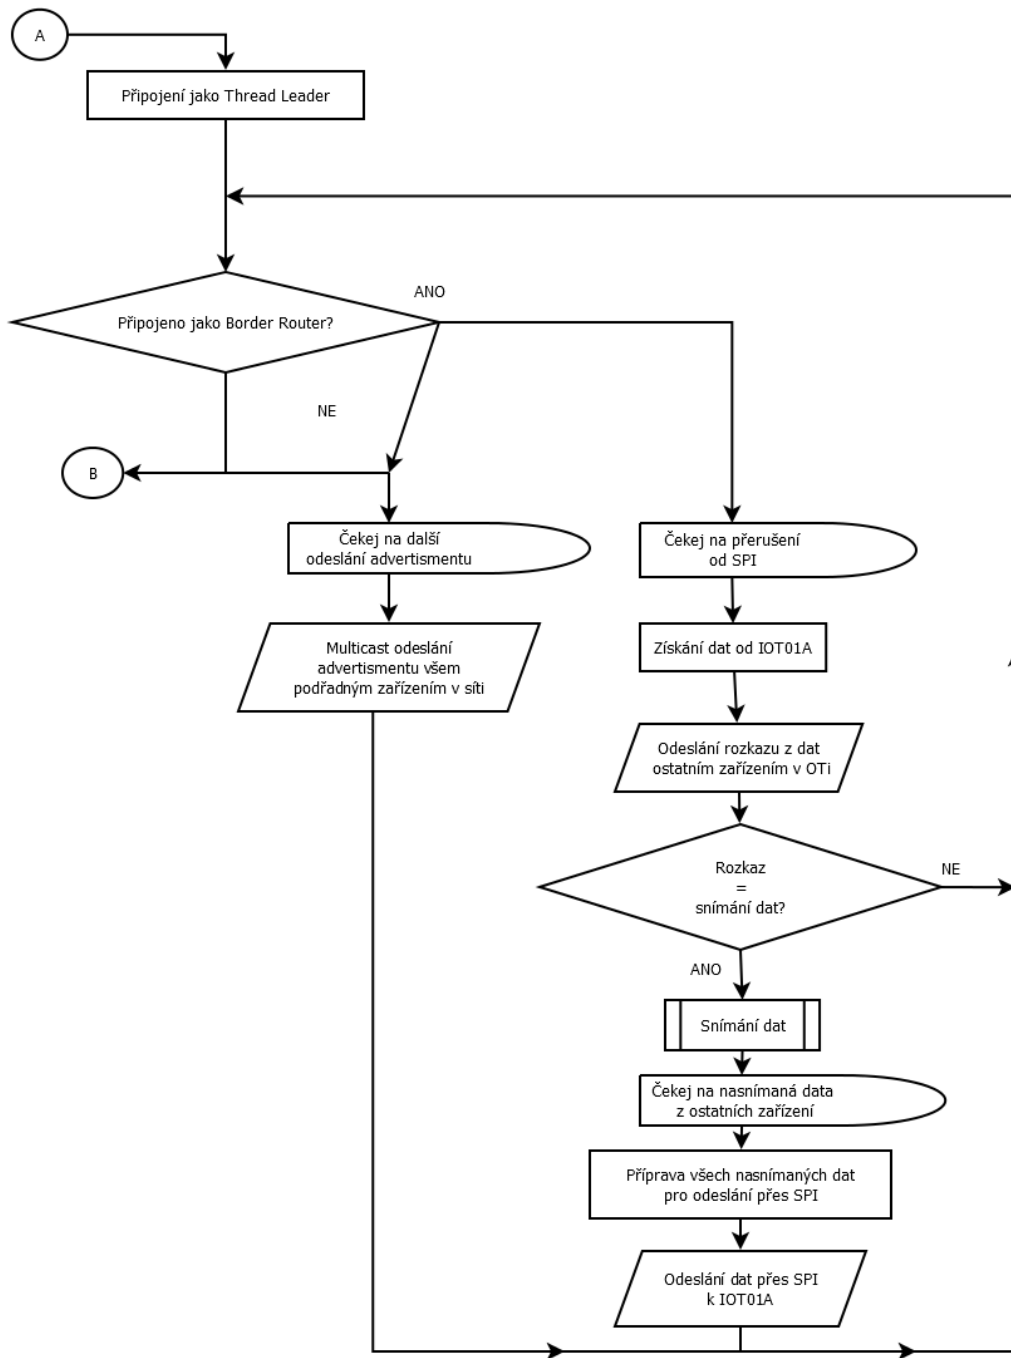 A
Připojení jako Thread Leader
ANO
Připojeno jako Border Router?
NE
B
Čekej na další
odeslání advertismentu
Čekej na přerušení
od SPI
Multicast odeslání
advertismentu všem
podřadným zařízením v síti
Získání dat od IOT01A
Odeslání rozkazu z dat
ostatním zařízením v OTi
Rozkaz
=
snímání dat?
NE
ANO
Snímání dat
Čekej na nasnímaná data
z ostatních zařízení
Příprava všech nasnímaných dat
pro odeslání přes SPI
Odeslání dat přes SPI
k IOT01A